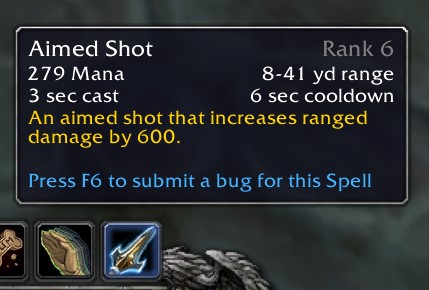 Aimed Shot Rank 6
279 Mana 8-41 yd range
3 sec cast 6 sec cooldown
An aimed shot that increases ranged
damage by 600.
Press F6 to submit a bug for this Spell